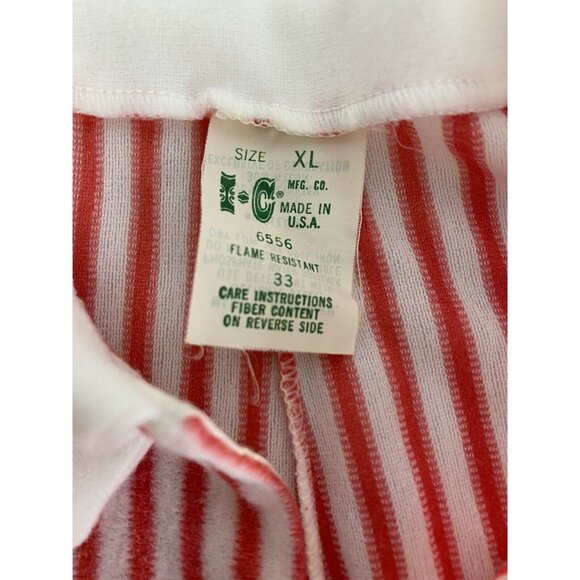 SIZE XL
I C® MFG. CO.
MADE IN
U.S.A.
6556
FLAME RESISTANT
33
CARE INSTRUCTIONS
FIBER CONTENT
ON REVERSE SIDE